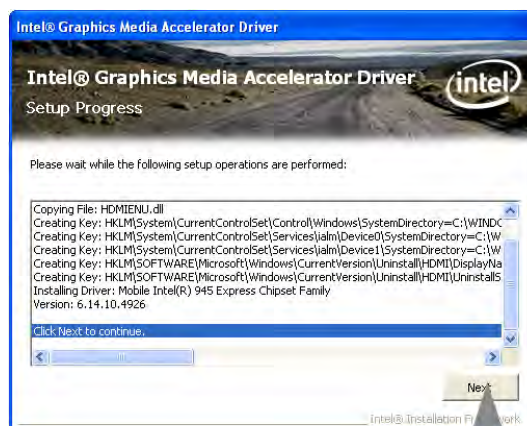 Intel® Graphics Media Accelerator Driver
Intel® Graphics Media Accelerator Driver
Setup Progress
intel
Please wait while the following setup operations are performed:
Copying File: HDMIENU.dll
Creating Key: HKLM\System\CurrentControlSet\Control\Windows\SystemDirectory=C:\WINDO
Creating Key: HKLM\System\CurrentControlSet\Services\ialm\Device0\SystemDirectory=C:\W
Creating Key: HKLM\System\CurrentControlSet\Services\ialm\Device1\SystemDirectory=C:\W
Creating Key: HKLM\SOFTWARE\Microsoft\Windows\CurrentVersion\Uninstall\HDMI\DisplayNa
Creating Key: HKLM\SOFTWARE\Microsoft\Windows\CurrentVersion\Uninstall\HDMI\UninstallS
Installing Driver: Mobile Intel(R) 945 Express Chipset Family
Version: 6.14.10.4926
Click Next to continue.
Next
Intel® Installation